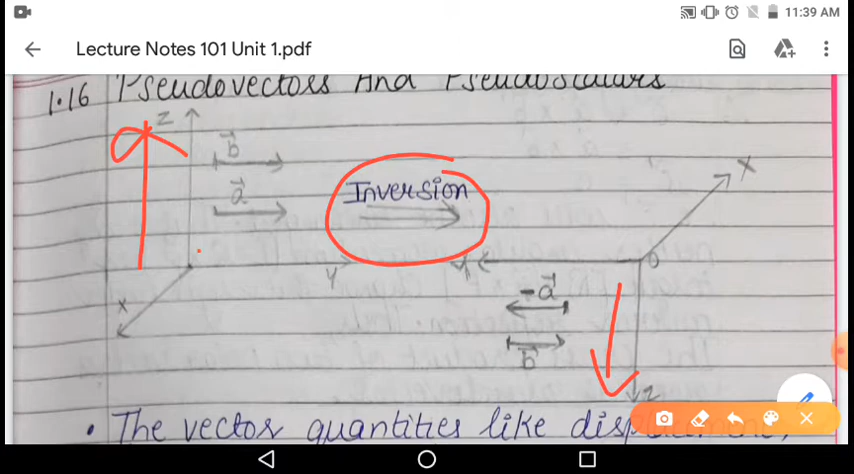 11:39 AM
Lecture Notes 101 Unit 1.pdf
1.16 Pseudovectors And Pseudoscalars
Z
b⃗
a⃗
Inversion
X
Y
Y
O
X
-a⃗
b⃗
Z
• The vector quantities like displacement,